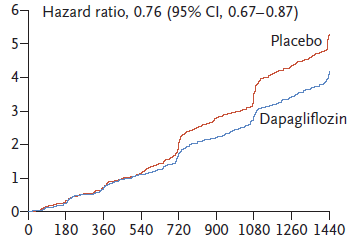 6 Hazard ratio, 0.76 (95% CI, 0.67–0.87)
5 Placebo
4
3 Dapagliflozin
2
1
0
0 180 360 540 720 900 1080 1260 1440